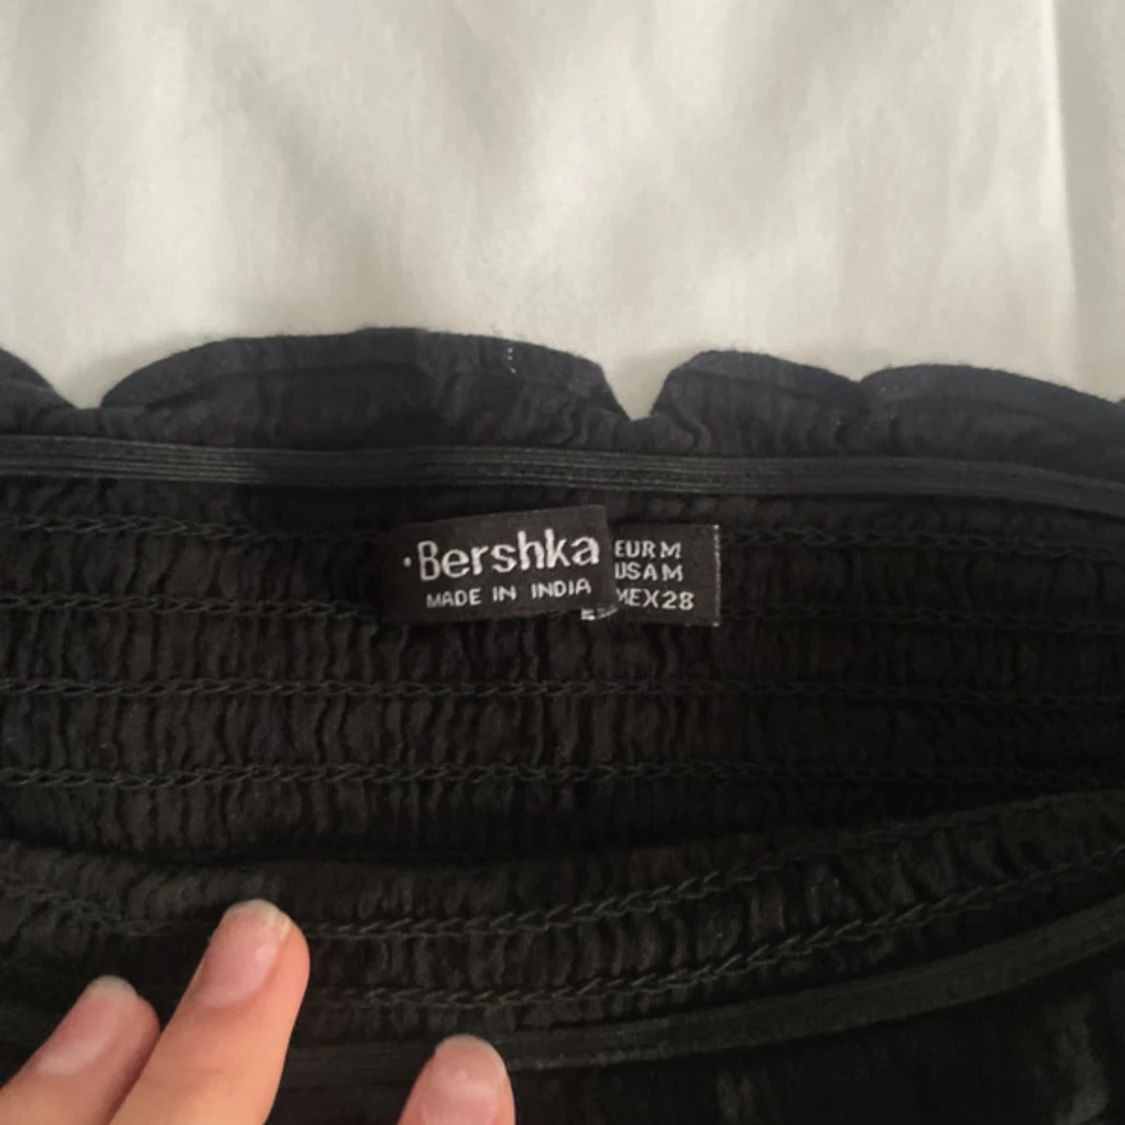 Bershka
MADE IN INDIA
EUR M
USA M
MEX 28